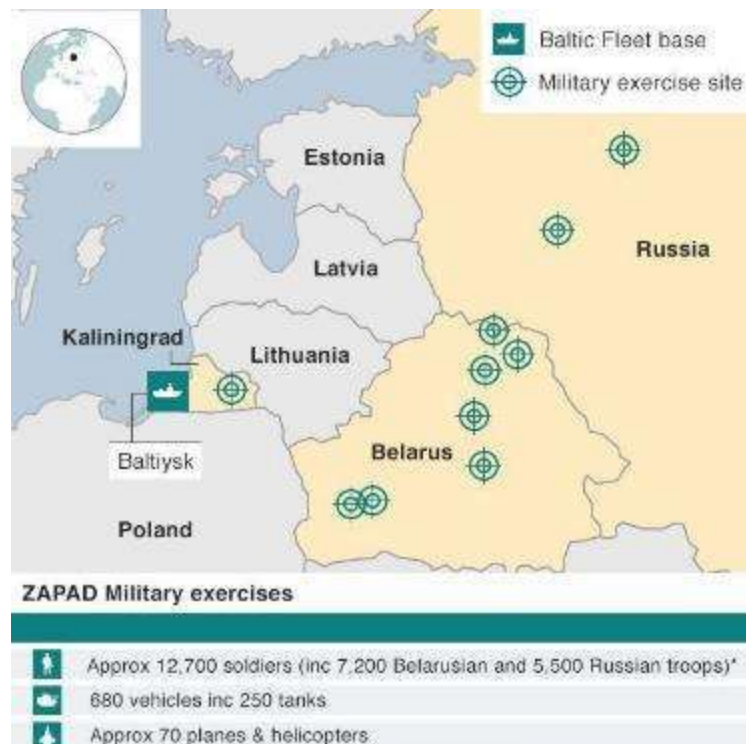 Baltic Fleet base
Military exercise site
Estonia
Russia
Latvia
Kaliningrad
Lithuania
Baltiysk
Belarus
Poland
ZAPAD Military exercises
Approx 12,700 soldiers (inc 7,200 Belarusian and 5,500 Russian troops)*
680 vehicles inc 250 tanks
Approx 70 planes & helicopters